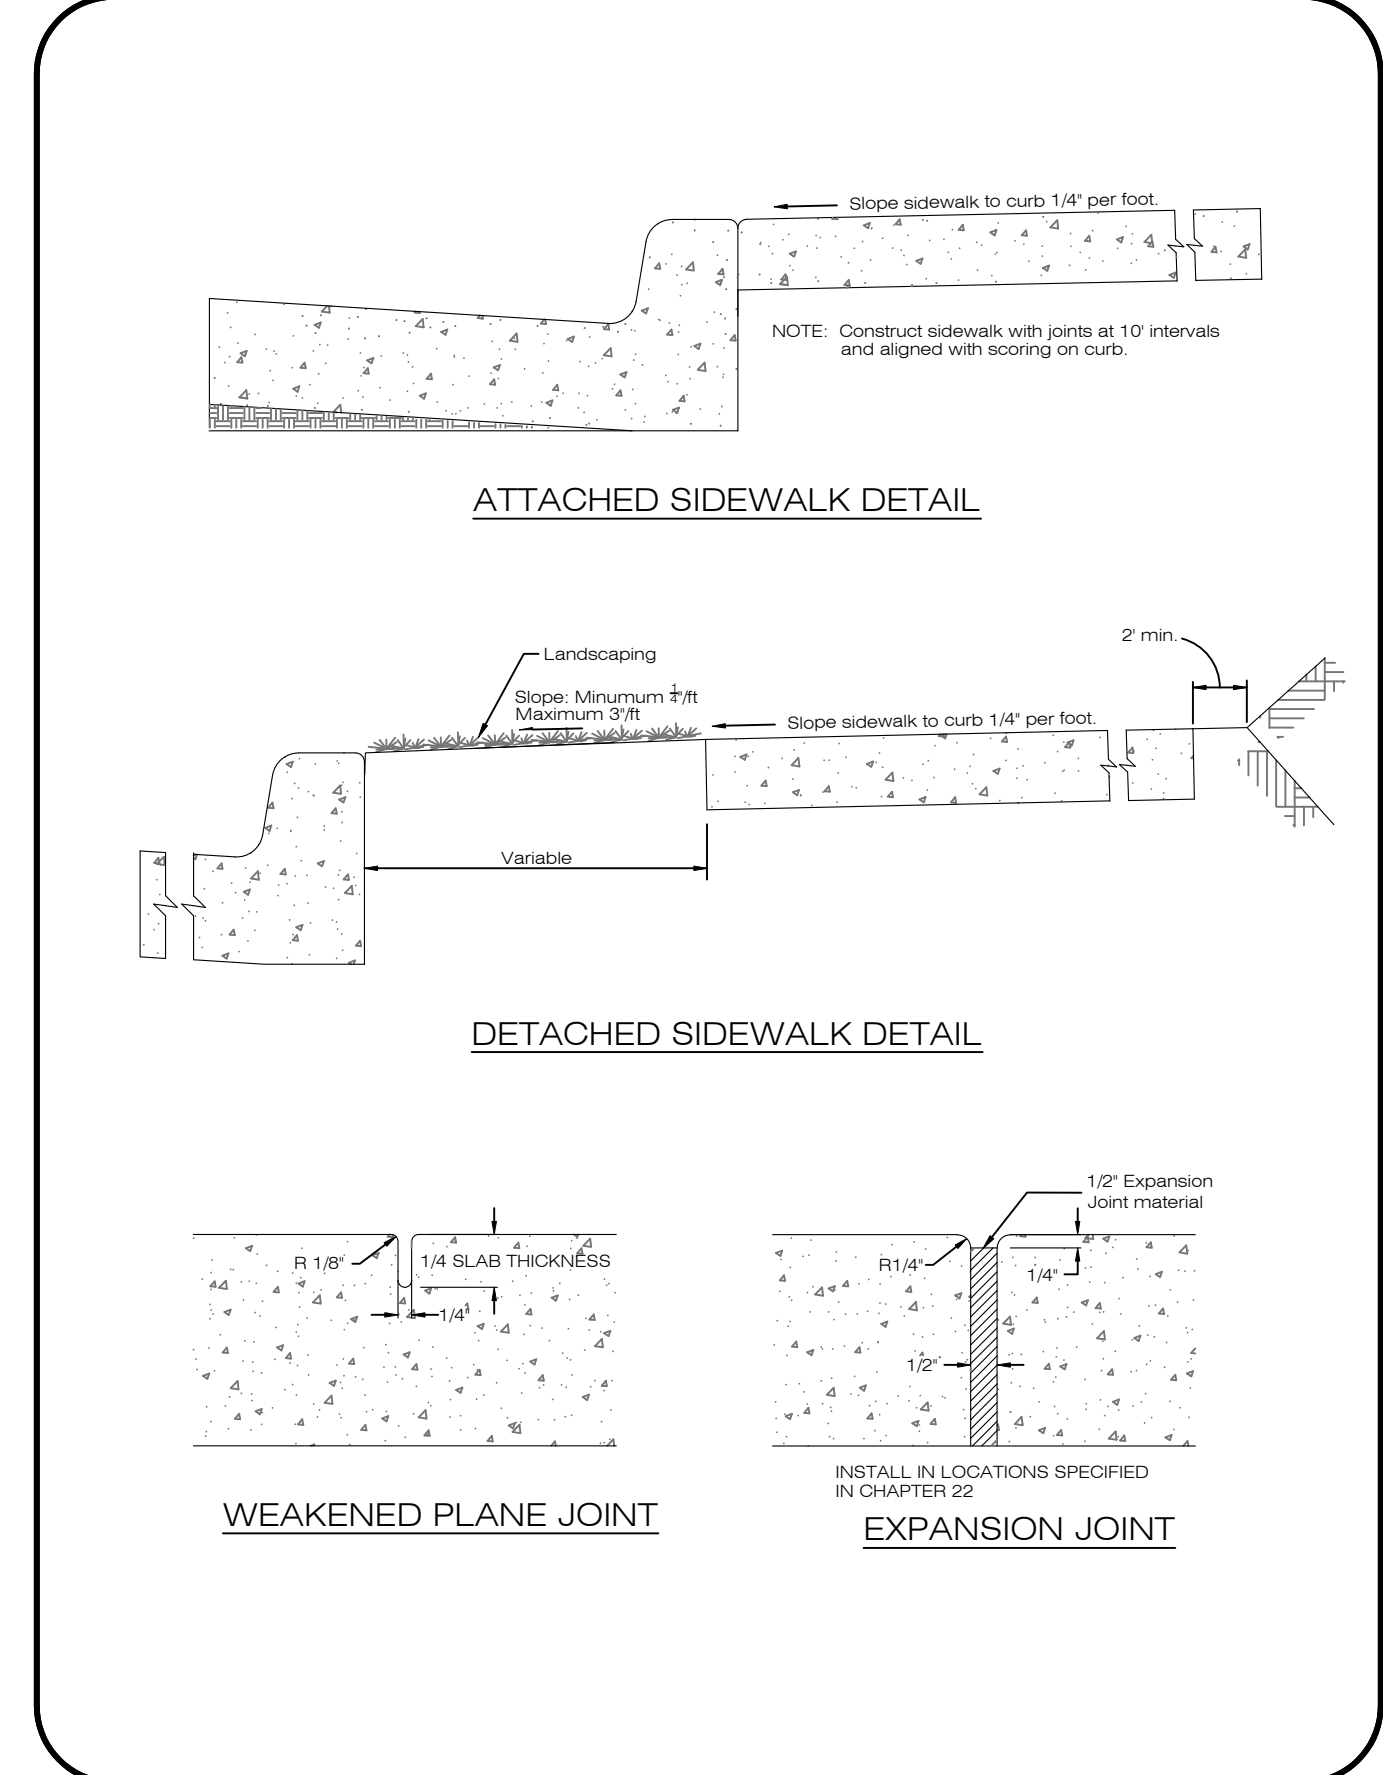 Slope sidewalk to curb 1/4" per foot.
NOTE: Construct sidewalk with joints at 10' intervals
and aligned with scoring on curb.
ATTACHED SIDEWALK DETAIL
2' min.
Landscaping
Slope: Minumum 1/4"/ft
Maximum 3"/ft
Slope sidewalk to curb 1/4" per foot.
1
1
Variable
DETACHED SIDEWALK DETAIL
R 1/8"
1/4 SLAB THICKNESS
1/4"
WEAKENED PLANE JOINT
1/2" Expansion
Joint material
R1/4"
1/4"
1/2"
INSTALL IN LOCATIONS SPECIFIED
IN CHAPTER 22
EXPANSION JOINT